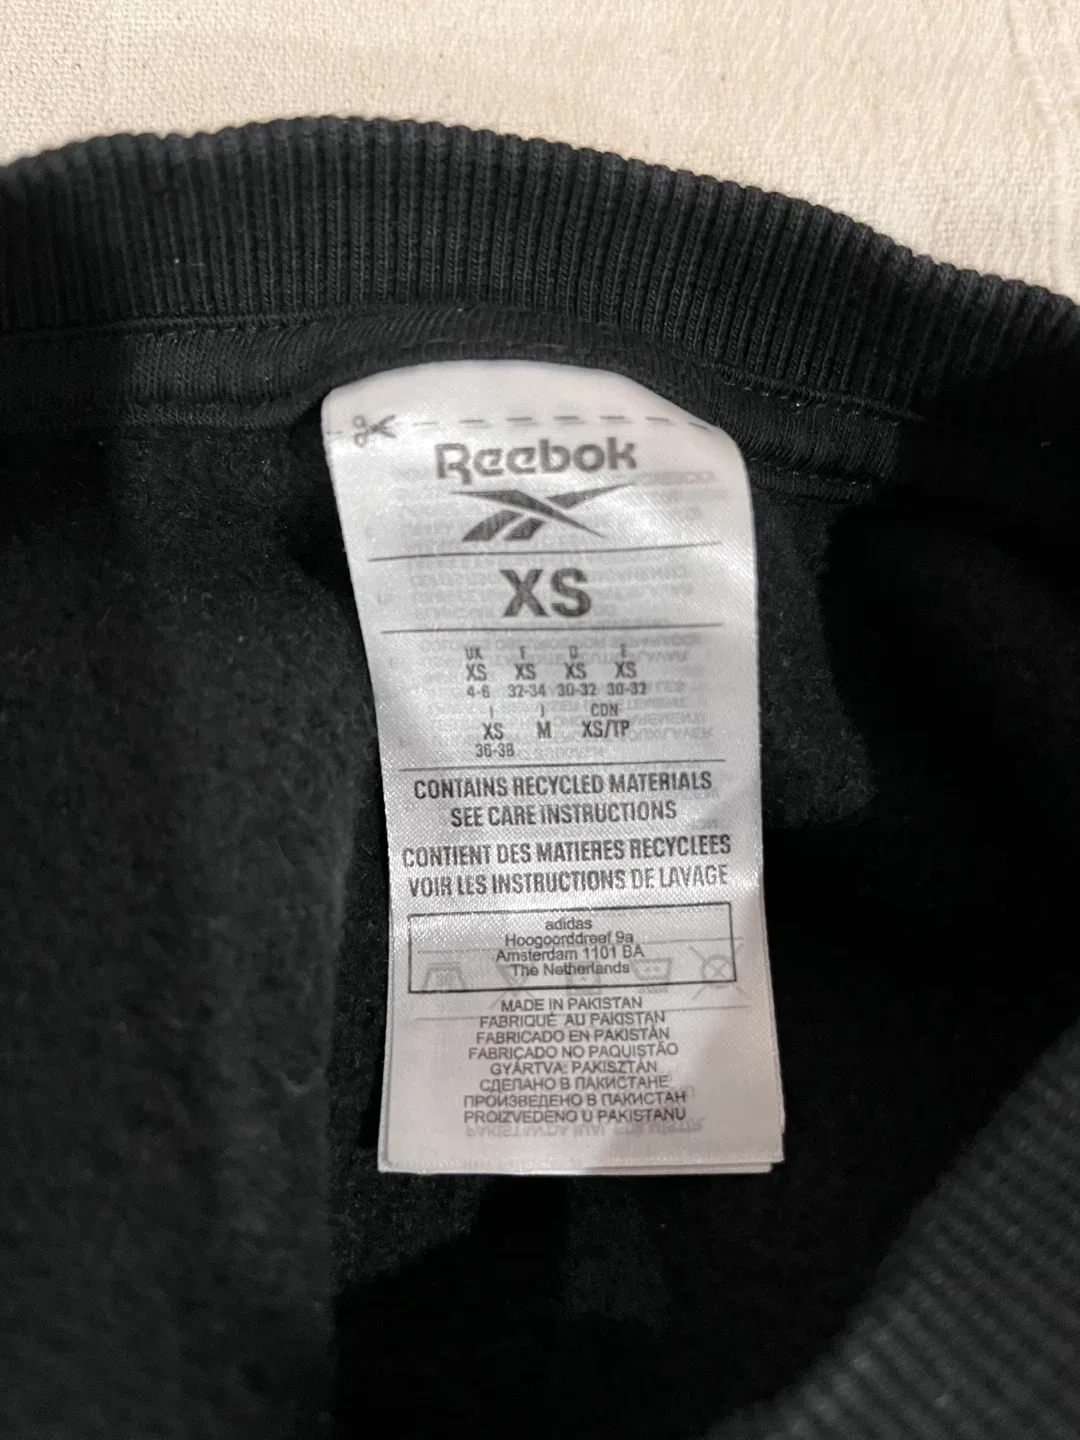 Reebok
XS
UK F D E
XS XS XS XS
4-6 32-34 30-32 30-32
I J CDN
XS M XS/TP
36-38
CONTAINS RECYCLED MATERIALS
SEE CARE INSTRUCTIONS
CONTIENT DES MATIERES RECYCLEES
VOIR LES INSTRUCTIONS DE LAVAGE
adidas
Hoogoorddreef 9a
Amsterdam 1101 BA
The Netherlands
MADE IN PAKISTAN
FABRIQUÉ AU PAKISTAN
FABRICADO EN PAKISTÁN
FABRICADO NO PAQUISTÃO
GYÁRTVA: PAKISZTÁN
СДЕЛАНО В ПАКИСТАНЕ
ПРОИЗВЕДЕНО В ПАКИСТАН
PROIZVEDENO U PAKISTANU